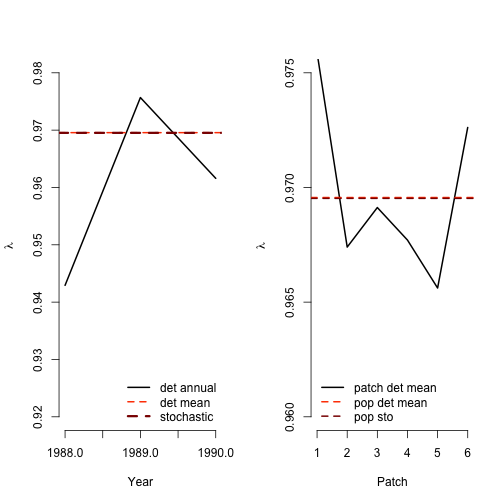 λ
0.98
0.97
0.96
0.95
0.94
0.93
0.92
det annual
det mean
stochastic
1988.0 1989.0 1990.0
Year
λ
0.975
0.970
0.965
0.960
patch det mean
pop det mean
pop sto
1 2 3 4 5 6
Patch